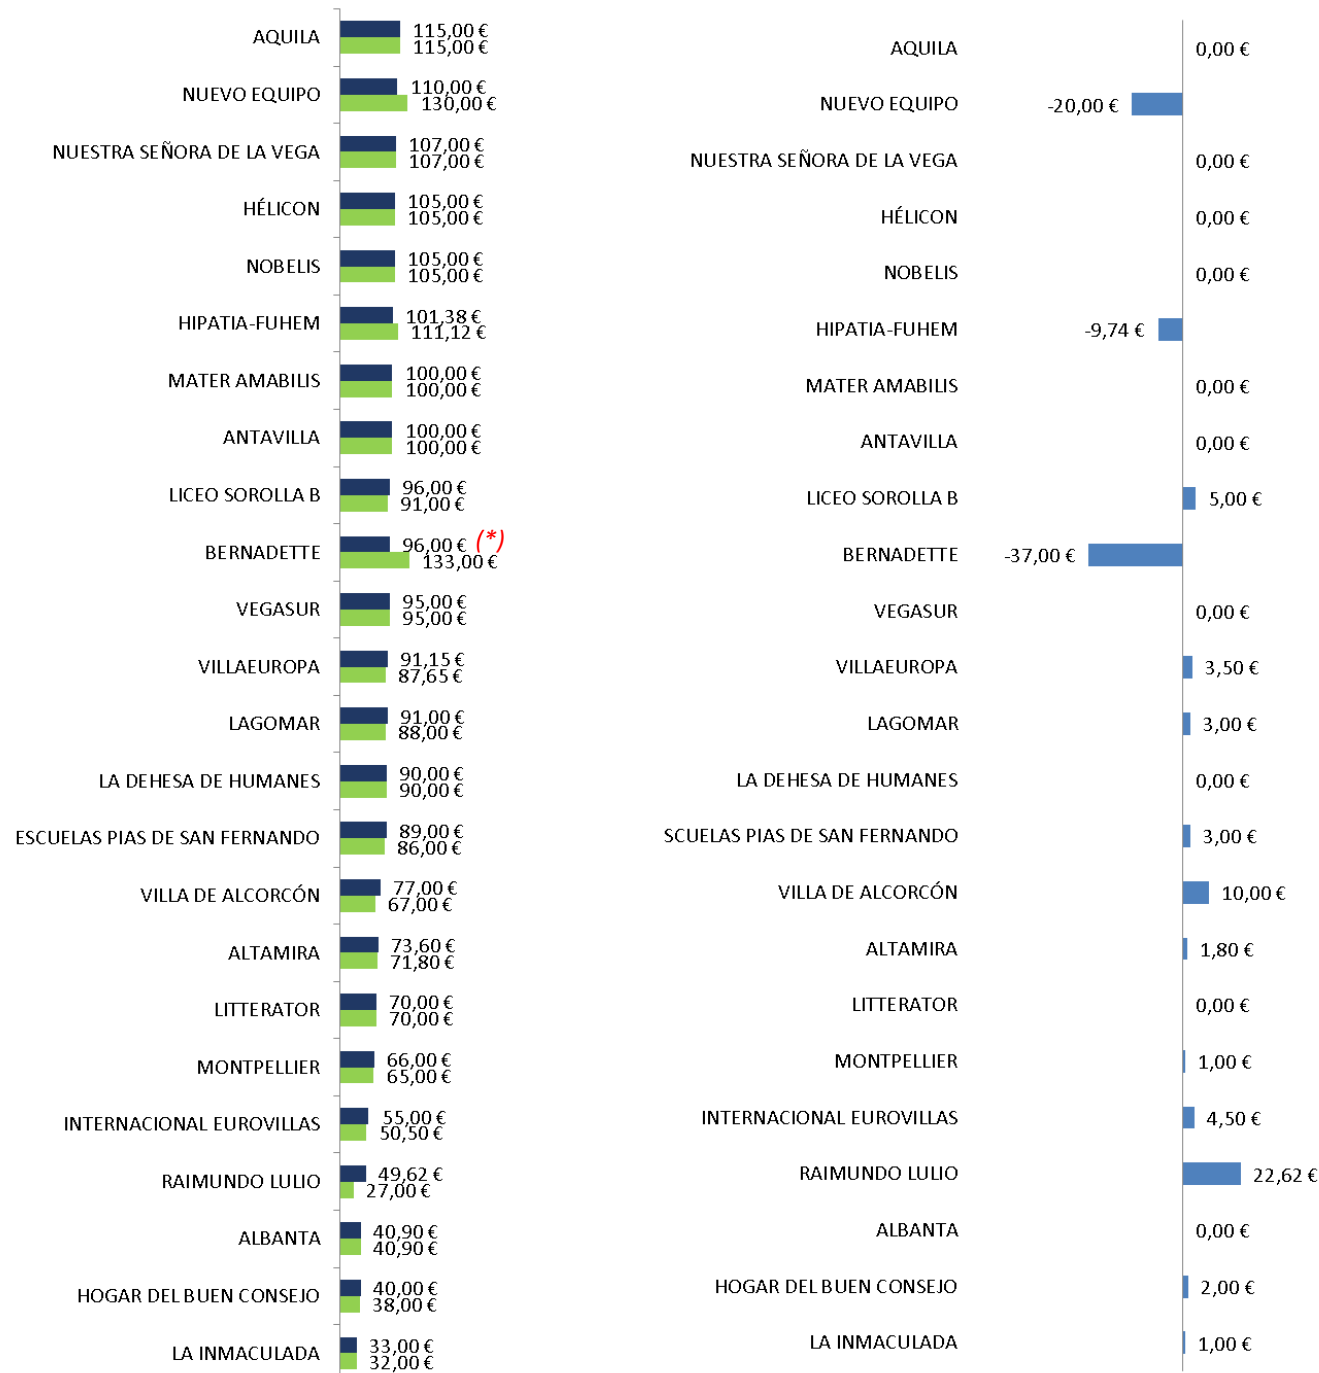 AQUILA 115,00 €
115,00 €
NUEVO EQUIPO 110,00 €
130,00 €
NUESTRA SEÑORA DE LA VEGA 107,00 €
107,00 €
HÉLICON 105,00 €
105,00 €
NOBELIS 105,00 €
105,00 €
HIPATIA-FUHEM 101,38 €
111,12 €
MATER AMABILIS 100,00 €
100,00 €
ANTAVILLA 100,00 €
100,00 €
LICEO SOROLLA B 96,00 €
91,00 €
BERNADETTE 96,00 € (*)
133,00 €
VEGASUR 95,00 €
95,00 €
VILLAEUROPA 91,15 €
87,65 €
LAGOMAR 91,00 €
88,00 €
LA DEHESA DE HUMANES 90,00 €
90,00 €
ESCUELAS PIAS DE SAN FERNANDO 89,00 €
86,00 €
VILLA DE ALCORCÓN 77,00 €
67,00 €
ALTAMIRA 73,60 €
71,80 €
LITTERATOR 70,00 €
70,00 €
MONTPELLIER 66,00 €
65,00 €
INTERNACIONAL EUROVILLAS 55,00 €
50,50 €
RAIMUNDO LULIO 49,62 €
27,00 €
ALBANTA 40,90 €
40,90 €
HOGAR DEL BUEN CONSEJO 40,00 €
38,00 €
LA INMACULADA 33,00 €
32,00 €
AQUILA 0,00 €
NUEVO EQUIPO -20,00 €
NUESTRA SEÑORA DE LA VEGA 0,00 €
HÉLICON 0,00 €
NOBELIS 0,00 €
HIPATIA-FUHEM -9,74 €
MATER AMABILIS 0,00 €
ANTAVILLA 0,00 €
LICEO SOROLLA B 5,00 €
BERNADETTE -37,00 €
VEGASUR 0,00 €
VILLAEUROPA 3,50 €
LAGOMAR 3,00 €
LA DEHESA DE HUMANES 0,00 €
SCUELAS PIAS DE SAN FERNANDO 3,00 €
VILLA DE ALCORCÓN 10,00 €
ALTAMIRA 1,80 €
LITTERATOR 0,00 €
MONTPELLIER 1,00 €
INTERNACIONAL EUROVILLAS 4,50 €
RAIMUNDO LULIO 22,62 €
ALBANTA 0,00 €
HOGAR DEL BUEN CONSEJO 2,00 €
LA INMACULADA 1,00 €